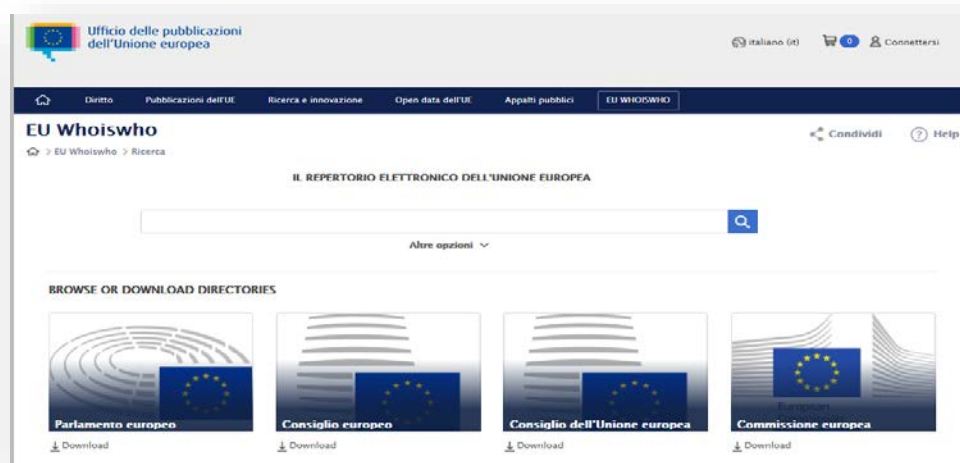 Ufficio delle pubblicazioni
dell'Unione europea
italiano (it)
0
Connettersi
Diritto
Pubblicazioni dell'UE
Ricerca e innovazione
Open data dell'UE
Appalti pubblici
EU WHOISWHO
EU Whoiswho
Condividi
Help
> EU Whoiswho > Ricerca
IL REPERTORIO ELETTRONICO DELL'UNIONE EUROPEA
Altre opzioni
BROWSE OR DOWNLOAD DIRECTORIES
European
Commission
Parlamento europeo
Consiglio europeo
Consiglio dell'Unione europea
Commissione europea
Download
Download
Download
Download